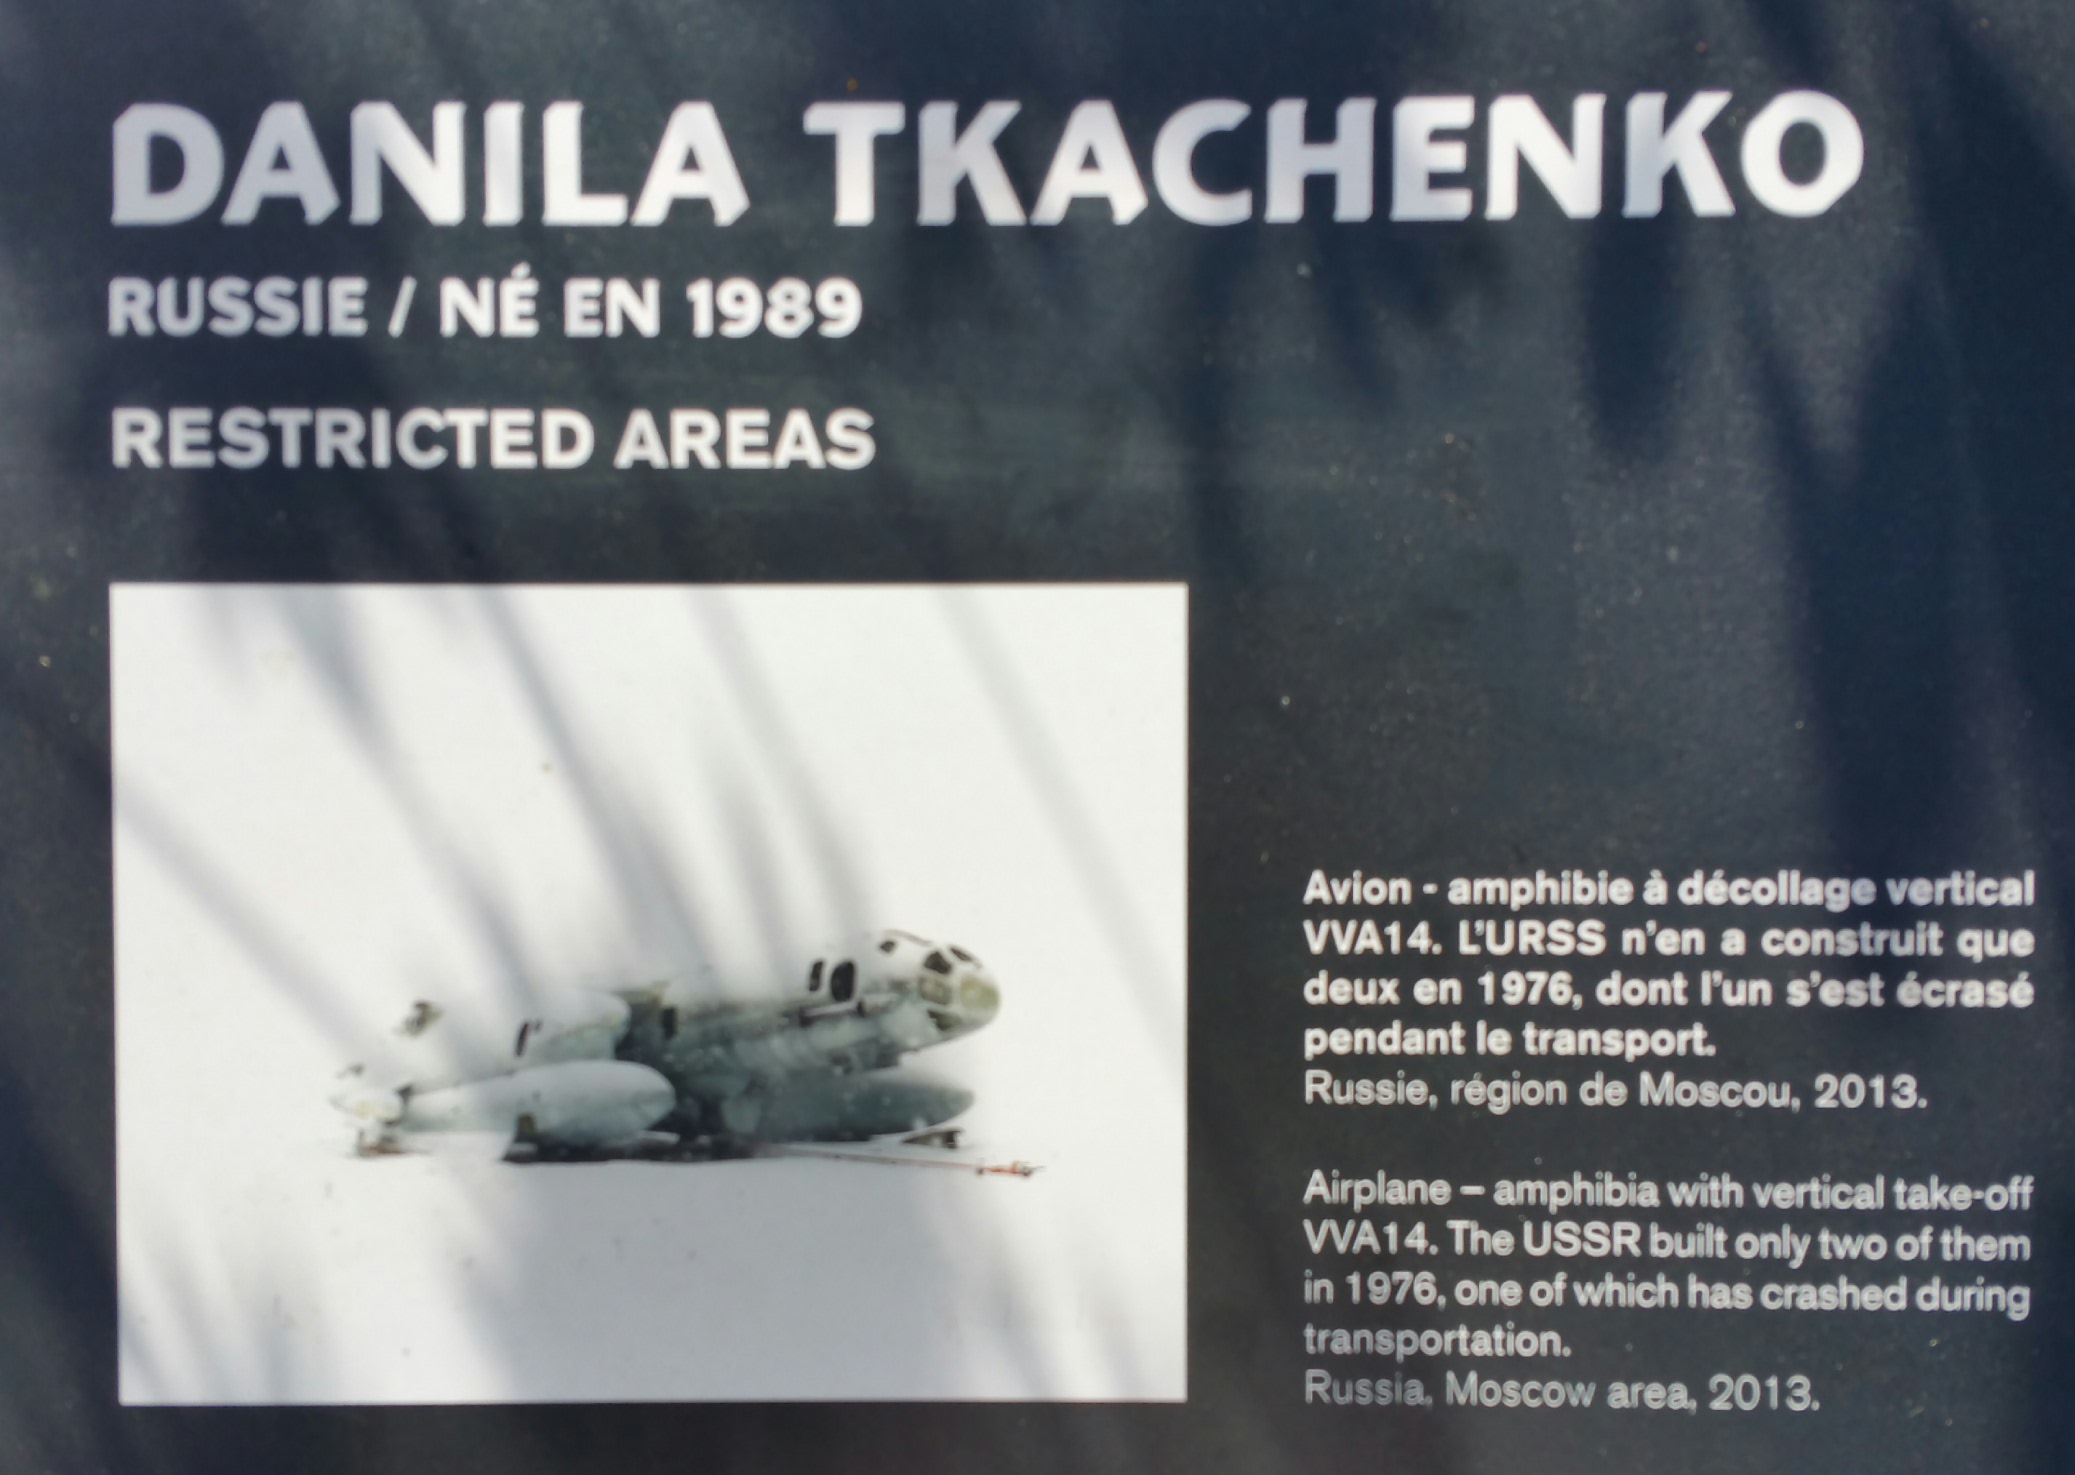 DANILA TKACHENKO
RUSSIE / NÉ EN 1989
RESTRICTED AREAS
Avion - amphibie à décollage vertical
VVA14. L'URSS n'en a construit que
deux en 1976, dont l'un s'est écrasé
pendant le transport.
Russie, région de Moscou, 2013.
Airplane – amphibia with vertical take-off
VVA14. The USSR built only two of them
in 1976, one of which has crashed during
transportation.
Russia, Moscow area, 2013.